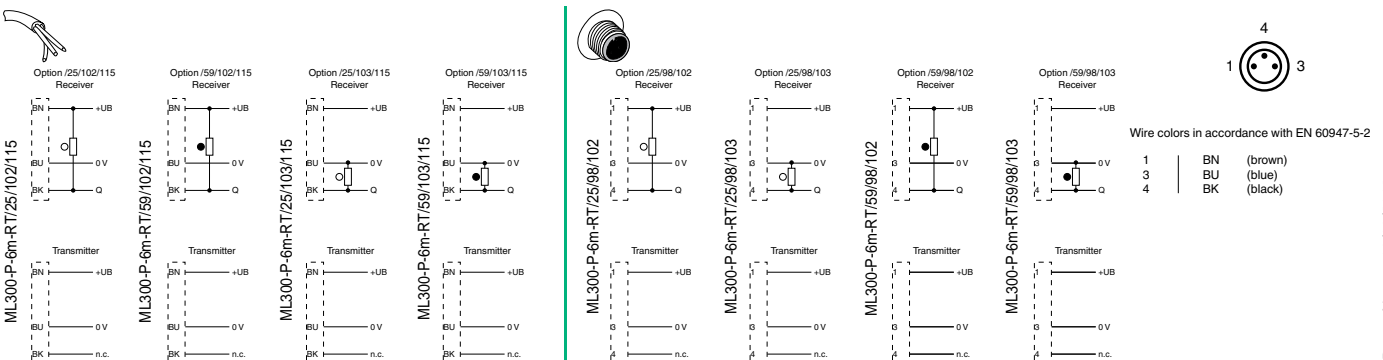 Option /25/102/115
Receiver
BN
+UB
BU
0 V
BK
Q
ML300-P-6m-RT/25/102/115
Transmitter
BN
+UB
BU
0 V
BK
n.c.
Option /59/102/115
Receiver
BN
+UB
BU
0 V
BK
Q
ML300-P-6m-RT/59/102/115
Transmitter
BN
+UB
BU
0 V
BK
n.c.
Option /25/103/115
Receiver
BN
+UB
BU
0 V
BK
Q
ML300-P-6m-RT/25/103/115
Transmitter
BN
+UB
BU
0 V
BK
n.c.
Option /59/103/115
Receiver
BN
+UB
BU
0 V
BK
Q
ML300-P-6m-RT/59/103/115
Transmitter
BN
+UB
BU
0 V
BK
n.c.
Option /25/98/102
Receiver
1
+UB
3
0 V
4
Q
ML300-P-6m-RT/25/98/102
Transmitter
1
+UB
3
0 V
4
n.c.
Option /25/98/103
Receiver
1
+UB
3
0 V
4
Q
ML300-P-6m-RT/25/98/103
Transmitter
1
+UB
3
0 V
4
n.c.
Option /59/98/102
Receiver
1
+UB
3
0 V
4
Q
ML300-P-6m-RT/59/98/102
Transmitter
1
+UB
3
0 V
4
n.c.
Option /59/98/103
Receiver
1
+UB
3
0 V
4
Q
ML300-P-6m-RT/59/98/103
Transmitter
1
+UB
3
0 V
4
n.c.
4
1
3
Wire colors in accordance with EN 60947-5-2
1 BN (brown)
3 BU (blue)
4 BK (black)